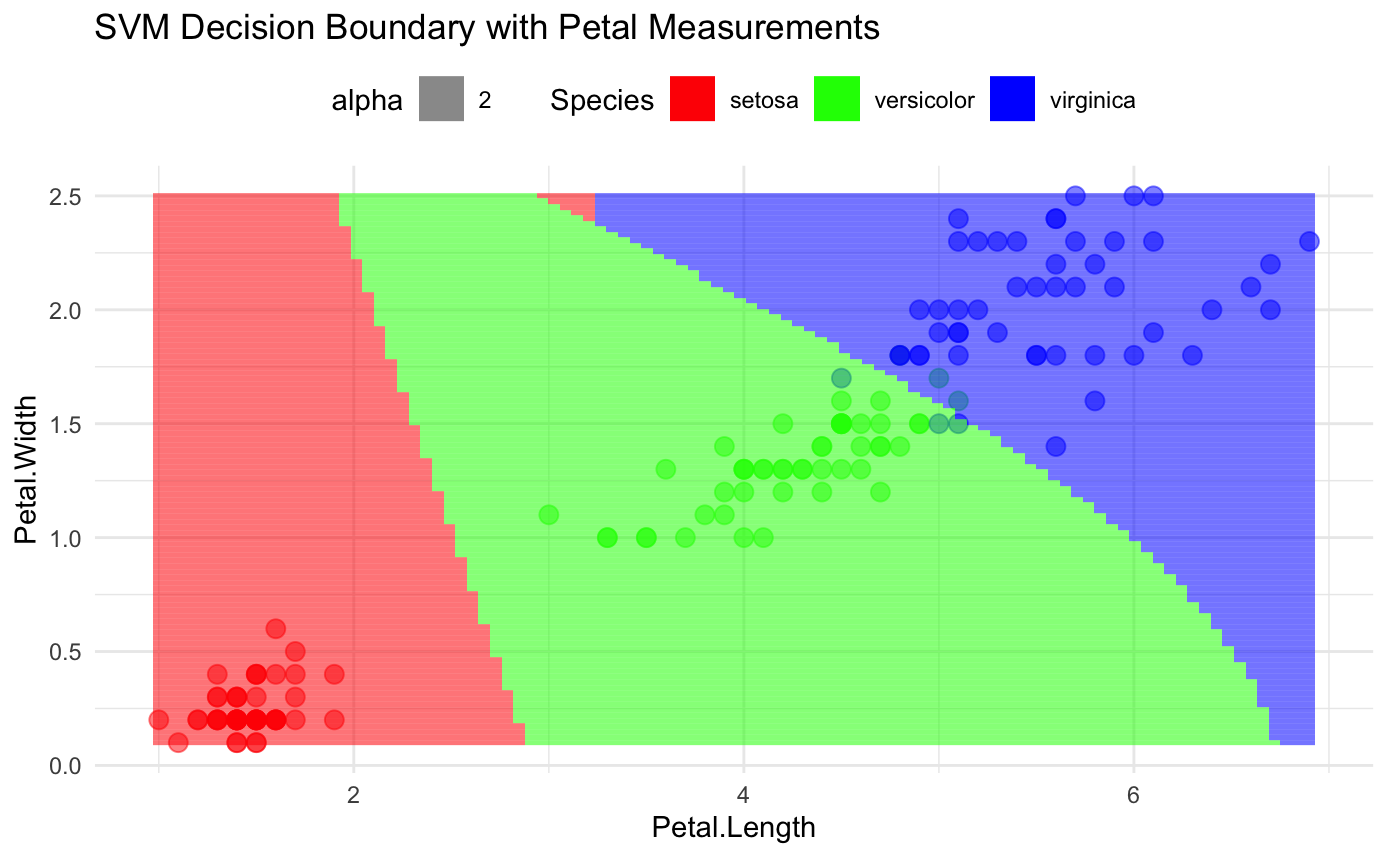 SVM Decision Boundary with Petal Measurements
alpha 2 Species setosa versicolor virginica
2.5
2.0
1.5
1.0
0.5
0.0
Petal.Width
2 4 6
Petal.Length